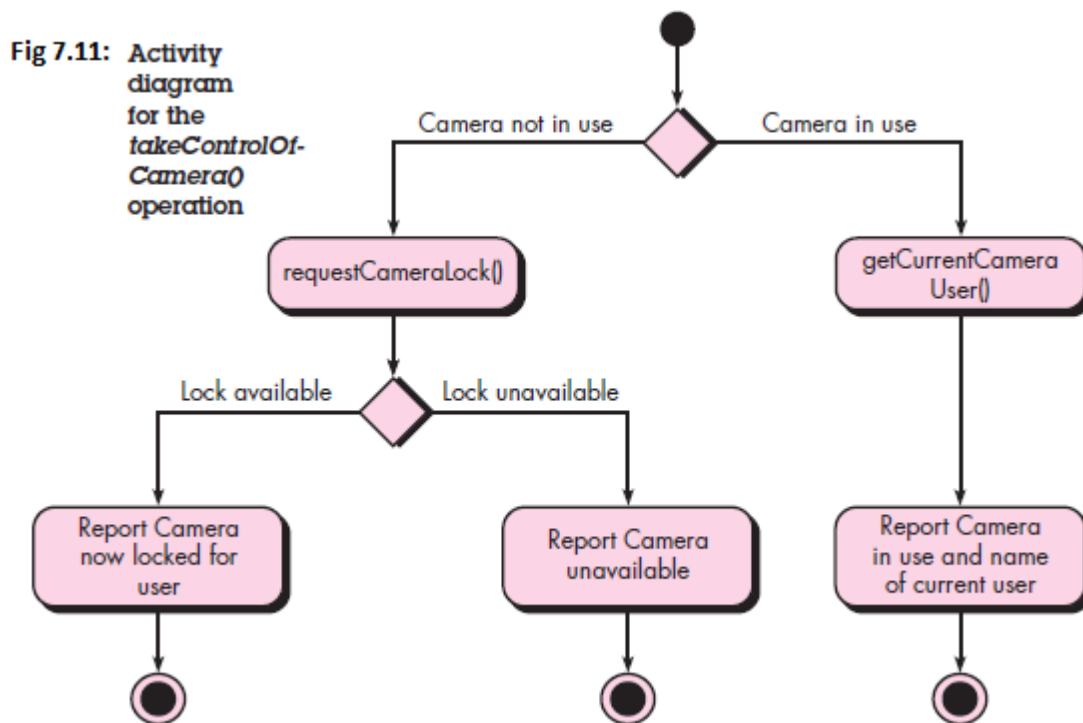 Fig 7.11: Activity
diagram
for the
takeControlOf-
Camera()
operation
Camera not in use
Camera in use
requestCameraLock()
getCurrentCamera
User()
Lock available
Lock unavailable
Report Camera
now locked for
user
Report Camera
unavailable
Report Camera
in use and name
of current user